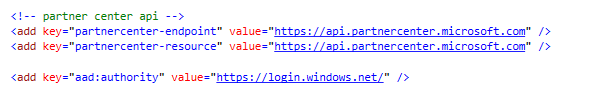 <!-- partner center api -->
<add key="partnercenter-endpoint" value="https://api.partnercenter.microsoft.com" />
<add key="partnercenter-resource" value="https://api.partnercenter.microsoft.com" />
<add key="aad:authority" value="https://login.windows.net/" />